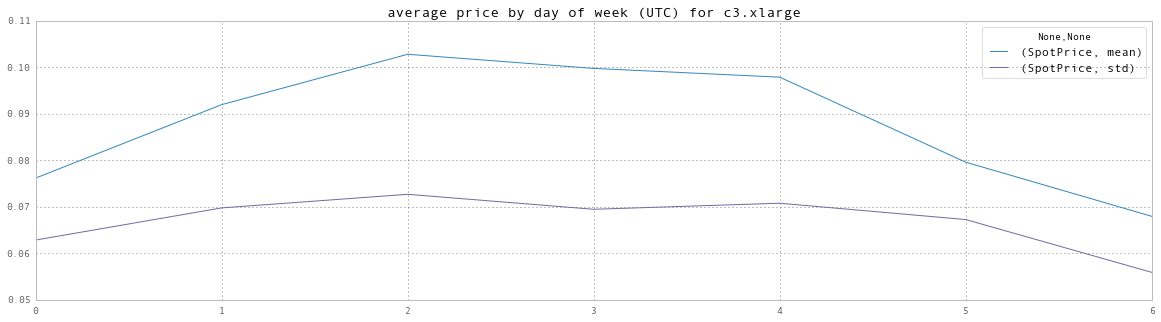 average price by day of week (UTC) for c3.xlarge
0.11
0.10
0.09
0.08
0.07
0.06
0.05
None,None
(SpotPrice, mean)
(SpotPrice, std)
0 1 2 3 4 5 6